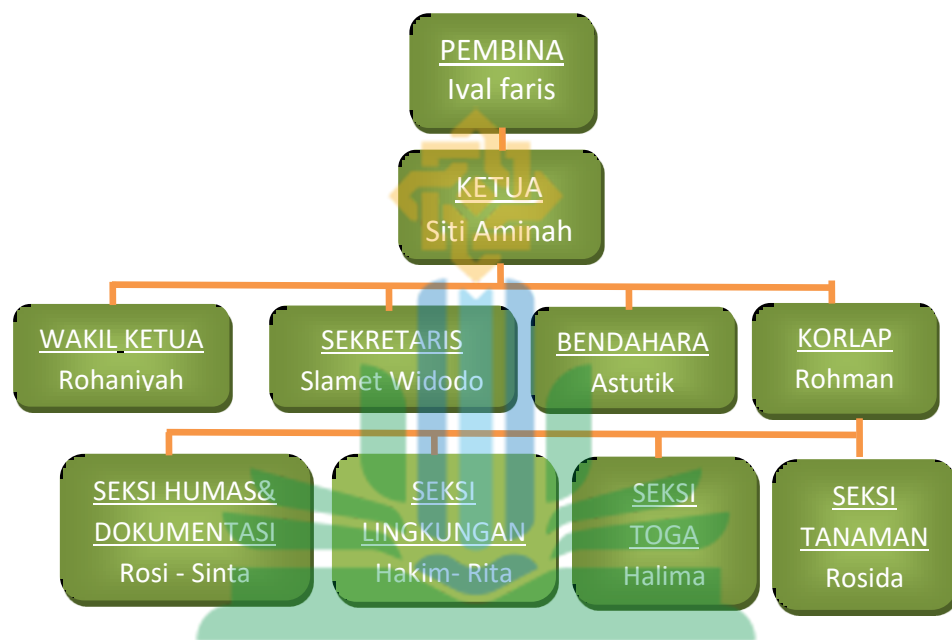 PEMBINA
Ival faris
KETUA
Siti Aminah
WAKIL KETUA
Rohaniyah
SEKRETARIS
Slamet Widodo
BENDAHARA
Astutik
KORLAP
Rohman
SEKSI HUMAS&
DOKUMENTASI
Rosi - Sinta
SEKSI
LINGKUNGAN
Hakim- Rita
SEKSI
TOGA
Halima
SEKSI
TANAMAN
Rosida